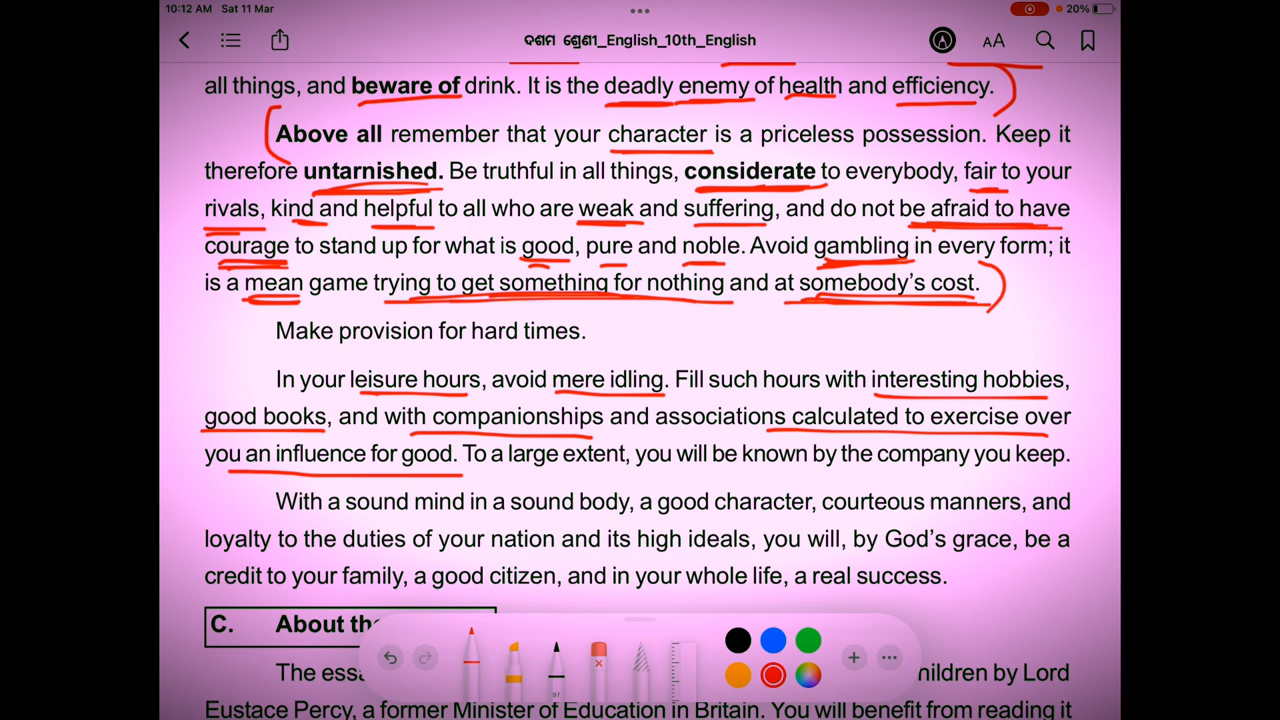 10:12 AM Sat 11 Mar
20%
ଦଶମ ଶ୍ରେଣୀ_English_10th_English
AA
all things, and beware of drink. It is the deadly enemy of health and efficiency.
Above all remember that your character is a priceless possession. Keep it
therefore untarnished. Be truthful in all things, considerate to everybody, fair to your
rivals, kind and helpful to all who are weak and suffering, and do not be afraid to have
courage to stand up for what is good, pure and noble. Avoid gambling in every form; it
is a mean game trying to get something for nothing and at somebody's cost.
Make provision for hard times.
In your leisure hours, avoid mere idling. Fill such hours with interesting hobbies,
good books, and with companionships and associations calculated to exercise over
you an influence for good. To a large extent, you will be known by the company you keep.
With a sound mind in a sound body, a good character, courteous manners, and
loyalty to the duties of your nation and its high ideals, you will, by God's grace, be a
credit to your family, a good citizen, and in your whole life, a real success.
C. About the
The essa hildren by Lord
Eustace Percy, a former Minister of Education in Britain. You will benefit from reading it
97